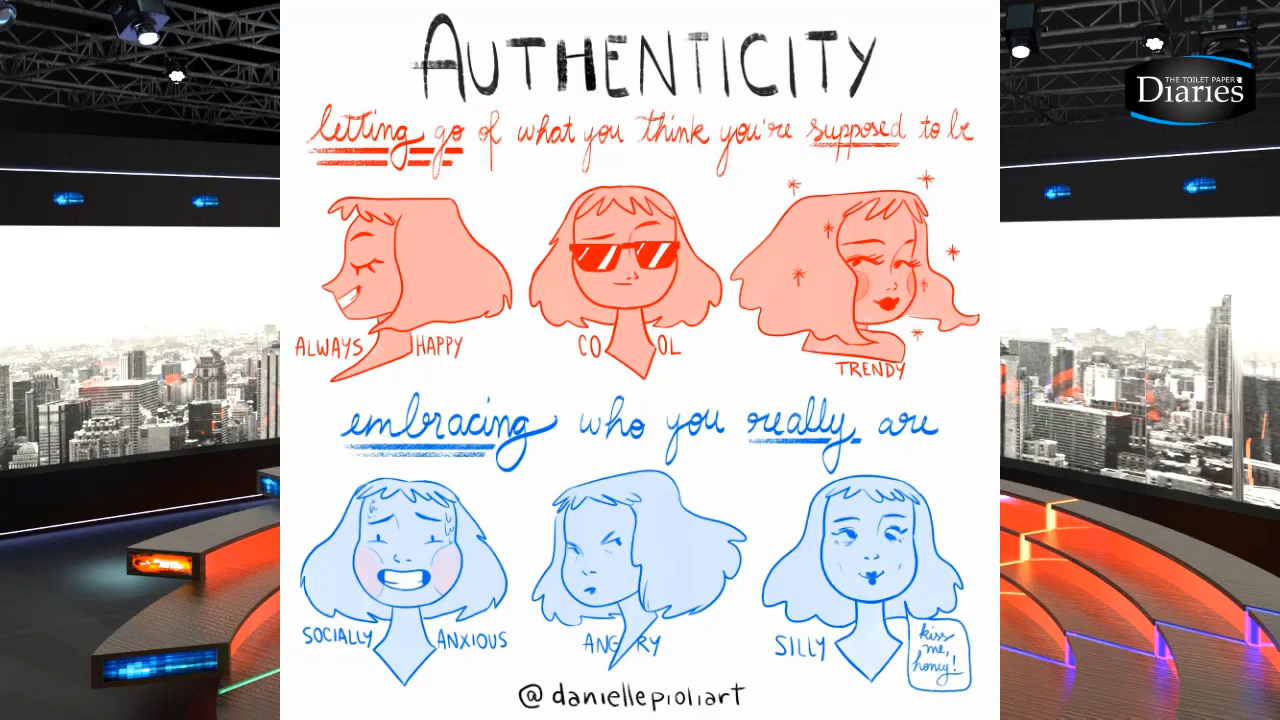 AUTHENTICITY
THE TOILET PAPER
Diaries
letting go of what you think you're supposed to be
ALWAYS HAPPY
COOL
TRENDY
embracing who you really are
SOCIALLY ANXIOUS
ANGRY
SILLY
kiss
me,
honey!
@daniellepioliart